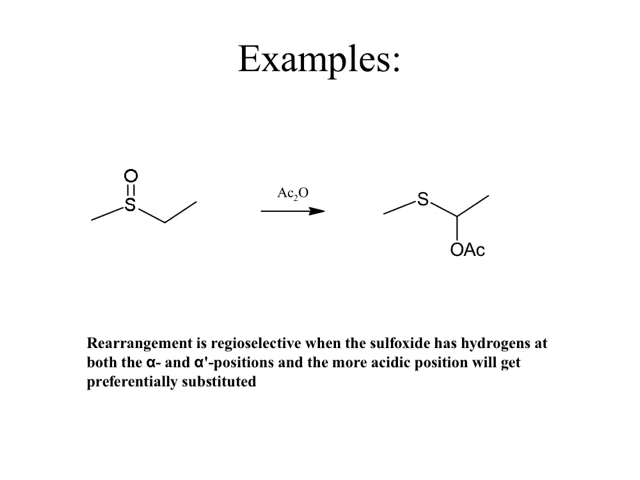 Examples:
O
S
Ac₂O
S
OAc
Rearrangement is regioselective when the sulfoxide has hydrogens at
both the α- and α'-positions and the more acidic position will get
preferentially substituted